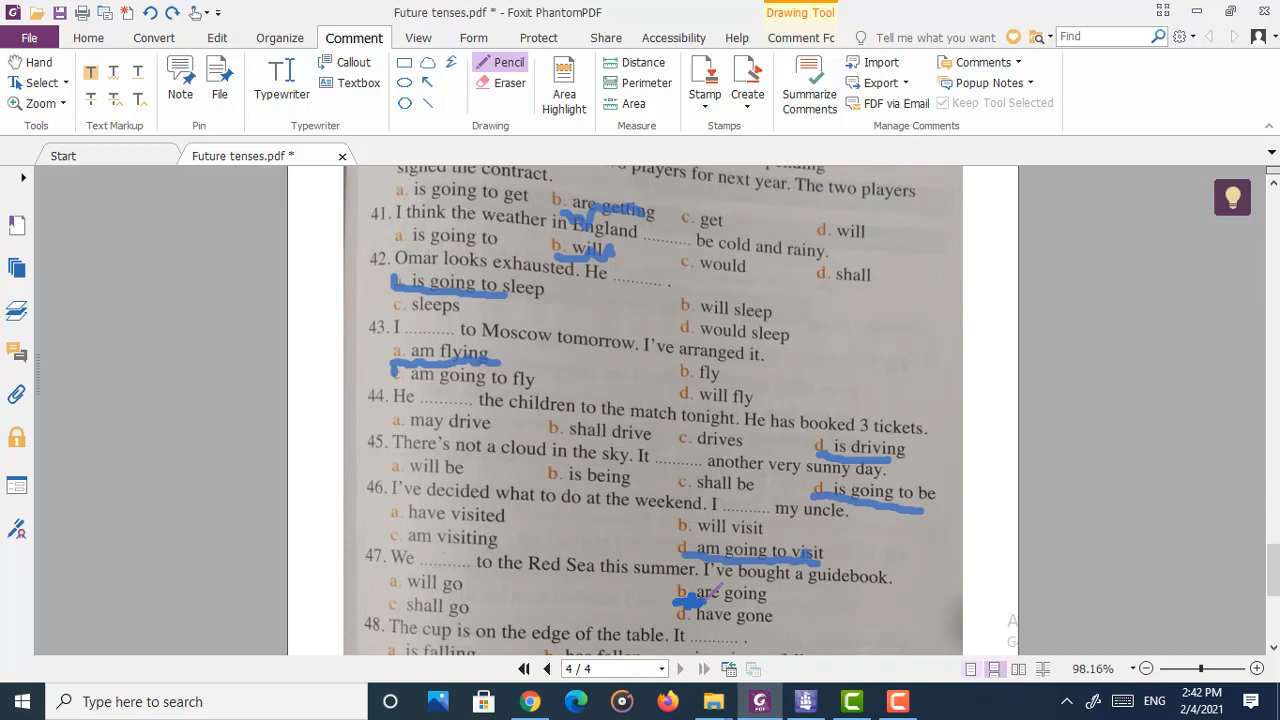 Future tenses.pdf * - Foxit PhantomPDF
Drawing Tool
File Home Convert Edit Organize Comment View Form Protect Share Accessibility Help Comment Fc Tell me what you want Find
Hand Select Zoom
Tools
Text Markup
Note File
Pin
Typewriter Callout Textbox
Typewriter
Pencil Eraser Area Highlight
Drawing
Distance Perimeter Area
Measure
Stamp Create
Stamps
Summarize Comments Import Export FDF via Email Comments Popup Notes Keep Tool Selected
Manage Comments
Start Future tenses.pdf *
signed the contract. players for next year. The two players
a. is going to get b. are getting c. get d. will
41. I think the weather in England .......... be cold and rainy.
a. is going to b. will c. would d. shall
42. Omar looks exhausted. He .......... .
a. is going to sleep b. will sleep
c. sleeps d. would sleep
43. I .......... to Moscow tomorrow. I've arranged it.
a. am flying b. fly
c. am going to fly d. will fly
44. He .......... the children to the match tonight. He has booked 3 tickets.
a. may drive b. shall drive c. drives d. is driving
45. There's not a cloud in the sky. It .......... another very sunny day.
a. will be b. is being c. shall be d. is going to be
46. I've decided what to do at the weekend. I .......... my uncle.
a. have visited b. will visit
c. am visiting d. am going to visit
47. We .......... to the Red Sea this summer. I've bought a guidebook.
a. will go b. are going
c. shall go d. have gone
48. The cup is on the edge of the table. It .......... .
a. is falling b. has fallen
4 / 4 98.16%
Type here to search ENG 2:42 PM
2/4/2021